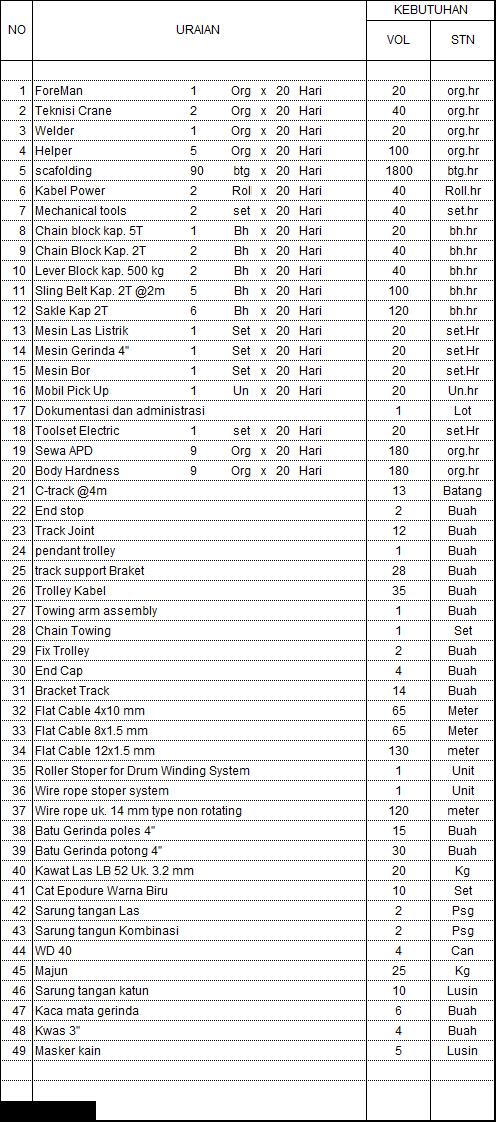 NO URAIAN KEBUTUHAN
VOL STN
1 ForeMan 1 Org x 20 Hari 20 org.hr
2 Teknisi Crane 2 Org x 20 Hari 40 org.hr
3 Welder 1 Org x 20 Hari 20 org.hr
4 Helper 5 Org x 20 Hari 100 org.hr
5 scafolding 90 btg x 20 Hari 1800 btg.hr
6 Kabel Power 2 Roll x 20 Hari 40 Roll.hr
7 Mechanical tools 2 set x 20 Hari 40 set.hr
8 Chain block kap. 5T 1 Bh x 20 Hari 20 bh.hr
9 Chain Block Kap. 2T 2 Bh x 20 Hari 40 bh.hr
10 Lever Block kap. 500 kg 2 Bh x 20 Hari 40 bh.hr
11 Sling Belt Kap. 2T @2m 5 Bh x 20 Hari 100 bh.hr
12 Sakle Kap 2T 6 Bh x 20 Hari 120 bh.hr
13 Mesin Las Listrik 1 Set x 20 Hari 20 set.Hr
14 Mesin Gerinda 4" 1 Set x 20 Hari 20 set.Hr
15 Mesin Bor 1 Set x 20 Hari 20 set.Hr
16 Mobil Pick Up 1 Un x 20 Hari 20 Un.hr
17 Dokumentasi dan administrasi 1 Lot
18 Toolset Electric 1 set x 20 Hari 20 set.Hr
19 Sewa APD 9 Org x 20 Hari 180 org.hr
20 Body Hardness 9 Org x 20 Hari 180 org.hr
21 C-track @4m 13 Batang
22 End stop 2 Buah
23 Track Joint 12 Buah
24 pendant trolley 1 Buah
25 track support Braket 28 Buah
26 Trolley Kabel 35 Buah
27 Towing arm assembly 1 Buah
28 Chain Towing 1 Set
29 Fix Trolley 2 Buah
30 End Cap 4 Buah
31 Bracket Track 14 Buah
32 Flat Cable 4x10 mm 65 Meter
33 Flat Cable 8x1.5 mm 65 Meter
34 Flat Cable 12x1.5 mm 130 meter
35 Roller Stoper for Drum Winding System 1 Unit
36 Wire rope stoper system 1 Unit
37 Wire rope uk. 14 mm type non rotating 120 meter
38 Batu Gerinda poles 4" 15 Buah
39 Batu Gerinda potong 4" 30 Buah
40 Kawat Las LB 52 Uk. 3.2 mm 20 Kg
41 Cat Epodure Warna Biru 10 Set
42 Sarung tangan Las 2 Psg
43 Sarung tangun Kombinasi 2 Psg
44 WD 40 4 Can
45 Majun 25 Kg
46 Sarung tangan katun 10 Lusin
47 Kaca mata gerinda 6 Buah
48 Kwas 3" 4 Buah
49 Masker kain 5 Lusin